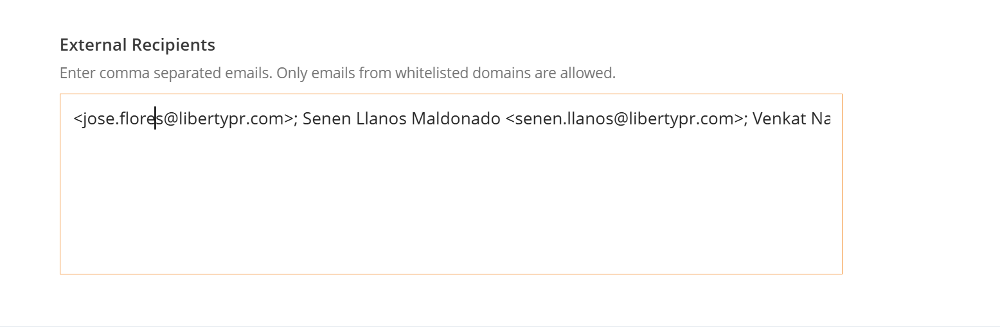 External Recipients
Enter comma separated emails. Only emails from whitelisted domains are allowed.
<jose.flores@libertypr.com>; Senen Llanos Maldonado <senen.llanos@libertypr.com>; Venkat Na